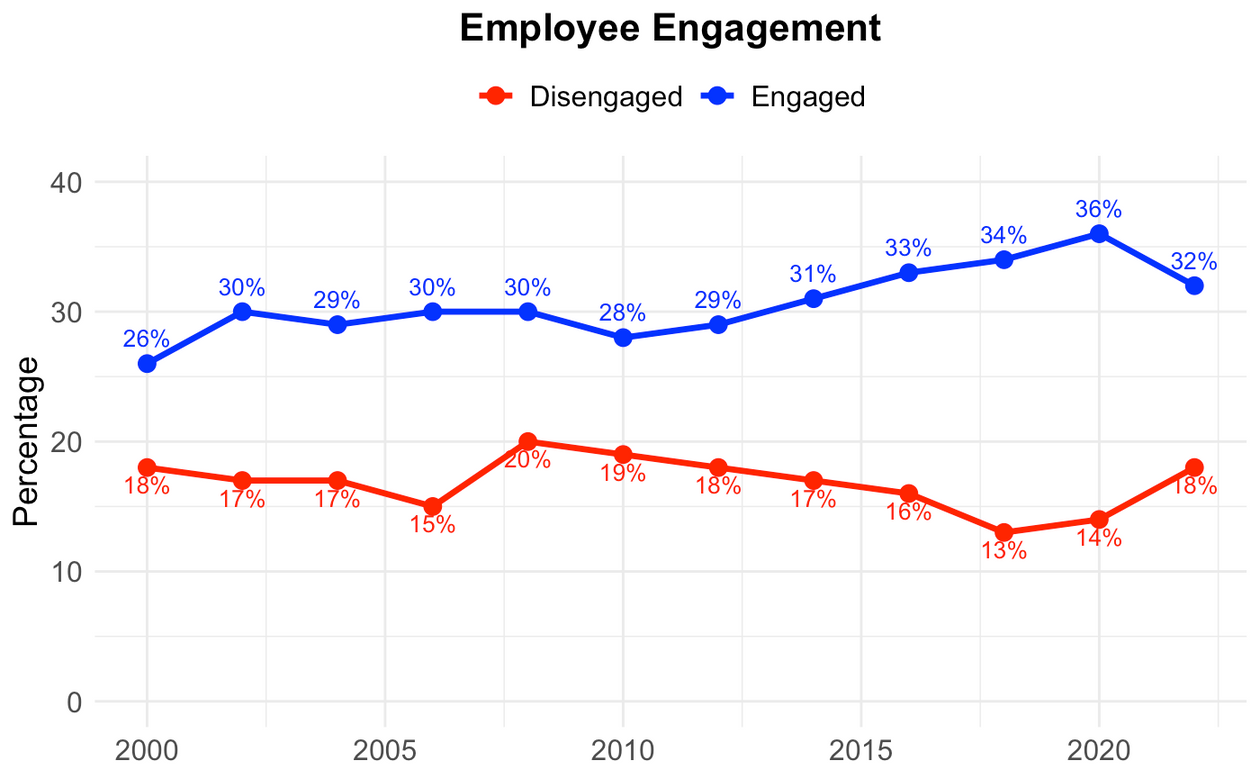 Employee Engagement
Disengaged Engaged
40
36%
34%
33%
32%
31%
30% 29% 30% 30% 28% 29%
30
26%
Percentage
20
18% 17% 17% 15% 20% 19% 18% 17% 16% 13% 14% 18%
10
0
2000 2005 2010 2015 2020